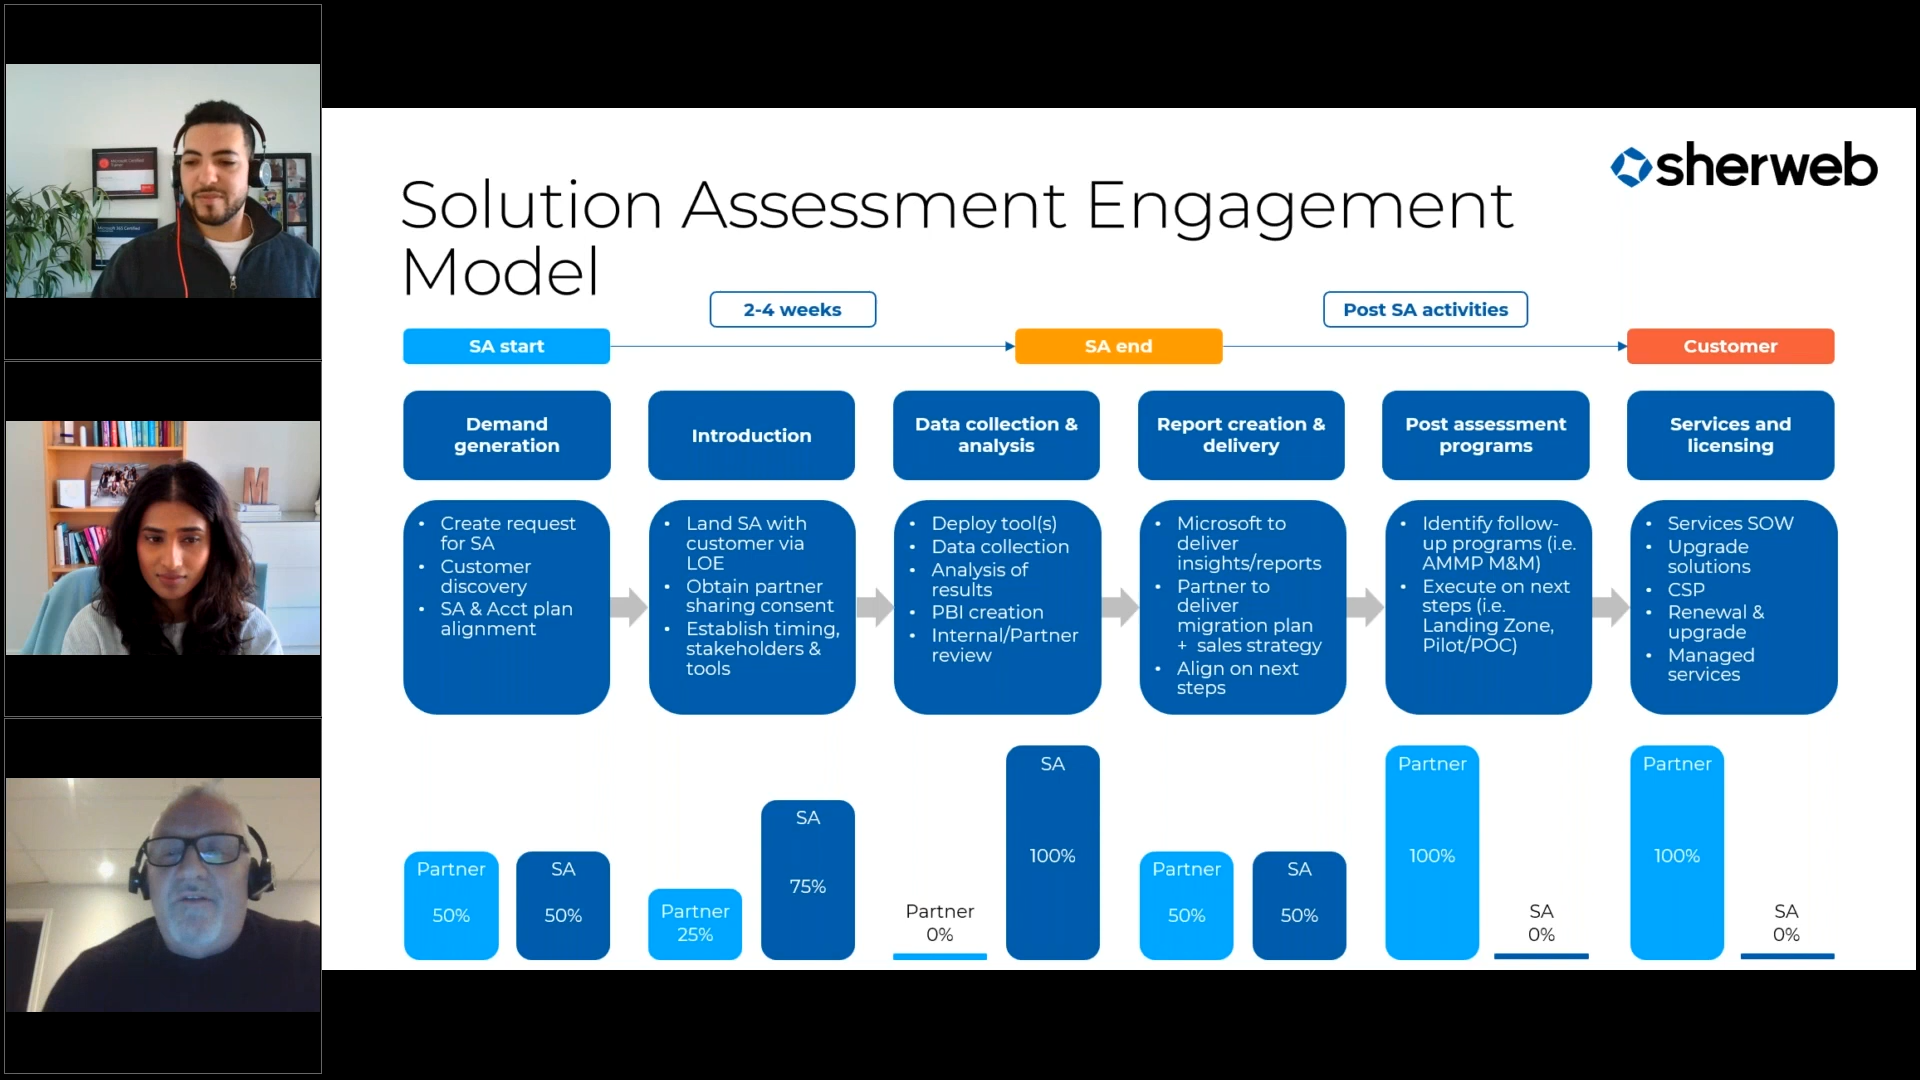 sherweb
Solution Assessment Engagement
Model
2-4 weeks
Post SA activities
SA start
SA end
Customer
Demand
generation
Introduction
Data collection &
analysis
Report creation &
delivery
Post assessment
programs
Services and
licensing
• Create request
for SA
• Customer
discovery
• SA & Acct plan
alignment
• Land SA with
customer via
LOE
• Obtain partner
sharing consent
• Establish timing,
stakeholders &
tools
• Deploy tool(s)
• Data collection
• Analysis of
results
• PBI creation
• Internal/Partner
review
• Microsoft to
deliver
insights/reports
• Partner to
deliver
migration plan
+ sales strategy
• Align on next
steps
• Identify follow-
up programs (i.e.
AMMP M&M)
• Execute on next
steps (i.e.
Landing Zone,
Pilot/POC)
• Services SOW
• Upgrade
solutions
• CSP
• Renewal &
upgrade
• Managed
services
Partner
50%
SA
50%
Partner
25%
SA
75%
Partner
0%
SA
100%
Partner
50%
SA
50%
Partner
100%
SA
0%
Partner
100%
SA
0%
M